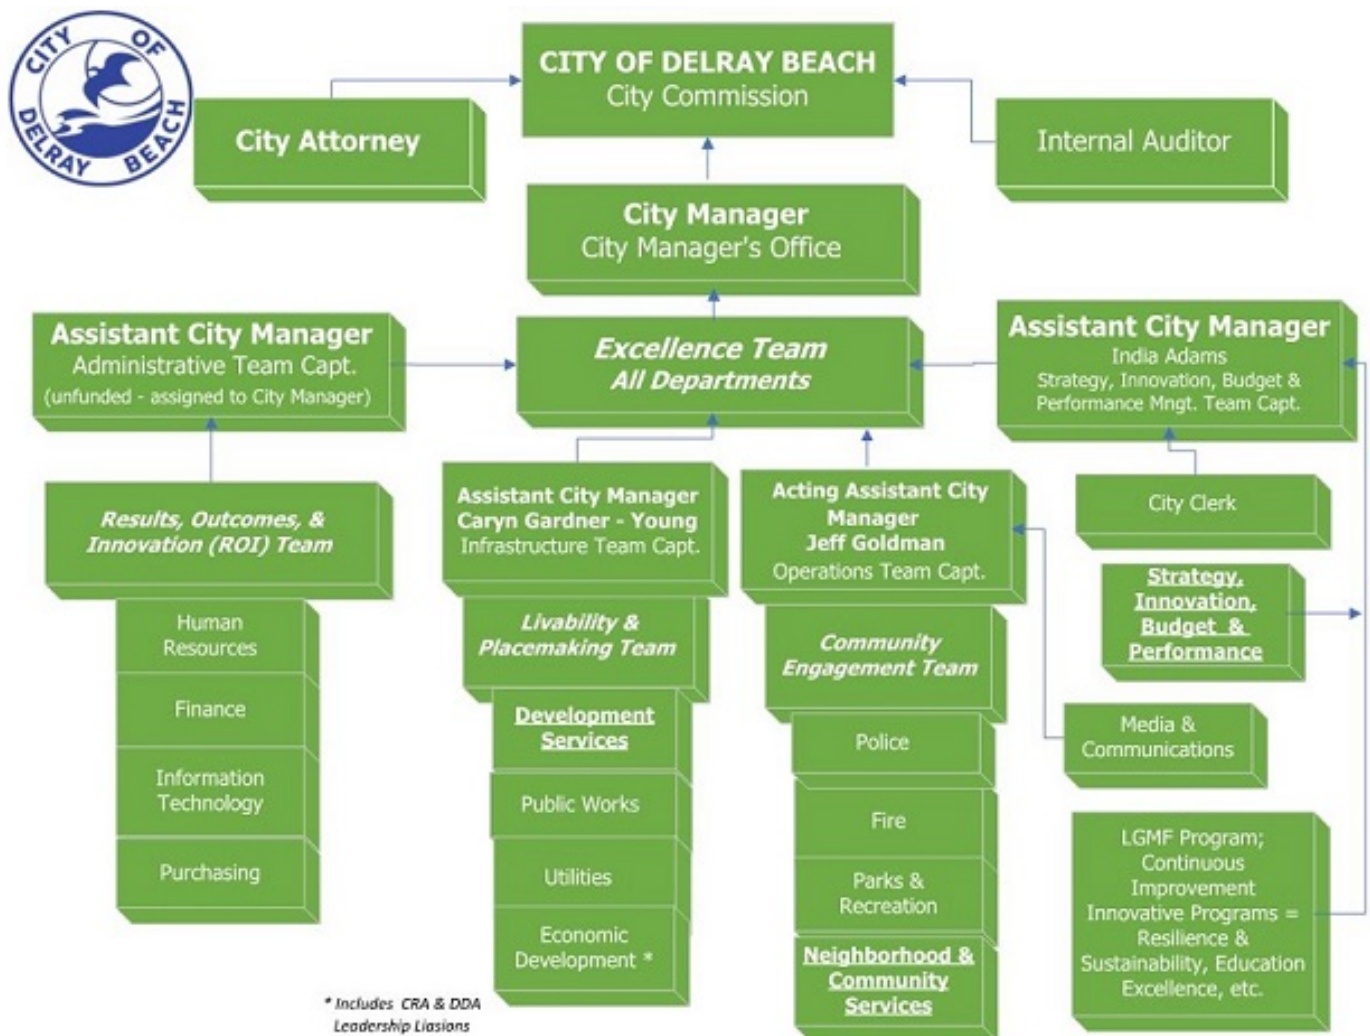 CITY OF
DELRAY BEACH
CITY OF DELRAY BEACH
City Commission
City Attorney
Internal Auditor
City Manager
City Manager's Office
Assistant City Manager
Administrative Team Capt.
(unfunded - assigned to City Manager)
Excellence Team
All Departments
Assistant City Manager
India Adams
Strategy, Innovation, Budget &
Performance Mngt. Team Capt.
Results, Outcomes, &
Innovation (ROI) Team
Human
Resources
Finance
Information
Technology
Purchasing
Assistant City Manager
Caryn Gardner - Young
Infrastructure Team Capt.
Livability &
Placemaking Team
Development
Services
Public Works
Utilities
Economic
Development *
* Includes CRA & DDA
Leadership Liasions
Acting Assistant City
Manager
Jeff Goldman
Operations Team Capt.
Community
Engagement Team
Police
Fire
Parks &
Recreation
Neighborhood &
Community
Services
City Clerk
Strategy,
Innovation,
Budget &
Performance
Media &
Communications
LGMF Program;
Continuous
Improvement
Innovative Programs =
Resilience &
Sustainability, Education
Excellence, etc.